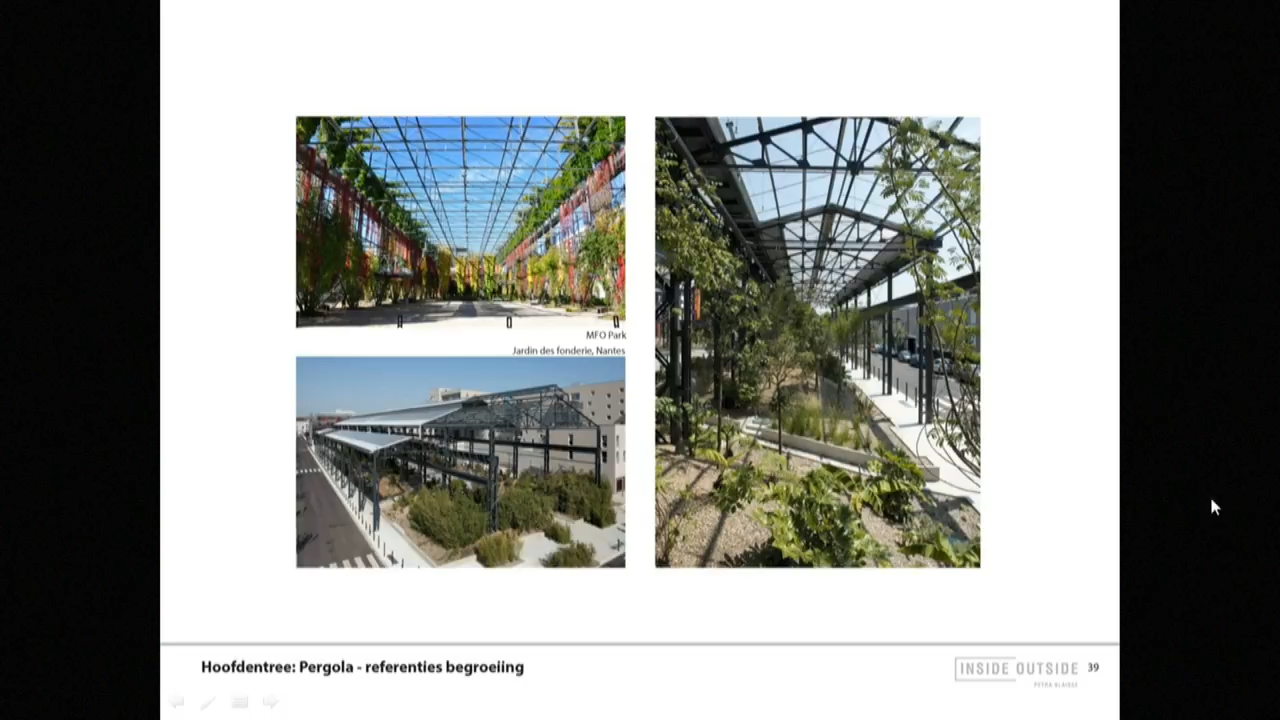 MFO Park
Jardin des fonderie, Nantes
Hoofdentree: Pergola - referenties begroeiing
INSIDE OUTSIDE
PETRA BLAISSE
39